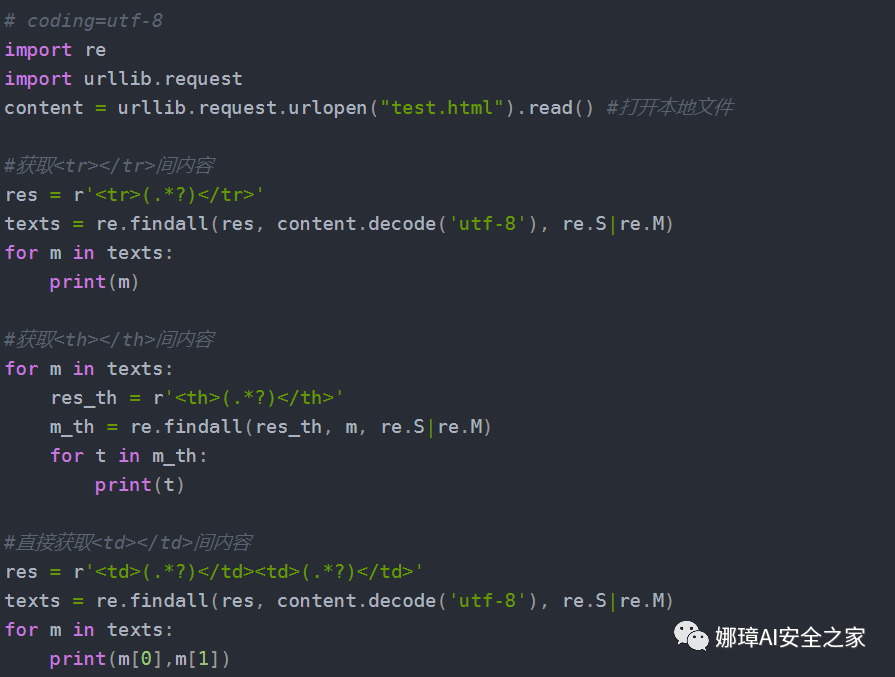 # coding=utf-8
import re
import urllib.request
content = urllib.request.urlopen("test.html").read() #打开本地文件

#获取<tr></tr>间内容
res = r'<tr>(.*?)</tr>'
texts = re.findall(res, content.decode('utf-8'), re.S|re.M)
for m in texts:
    print(m)

#获取<th></th>间内容
for m in texts:
    res_th = r'<th>(.*?)</th>'
    m_th = re.findall(res_th, m, re.S|re.M)
    for t in m_th:
        print(t)

#直接获取<td></td>间内容
res = r'<td>(.*?)</td><td>(.*?)</td>'
texts = re.findall(res, content.decode('utf-8'), re.S|re.M)
for m in texts:
    print(m[0],m[1])
娜璋AI安全之家